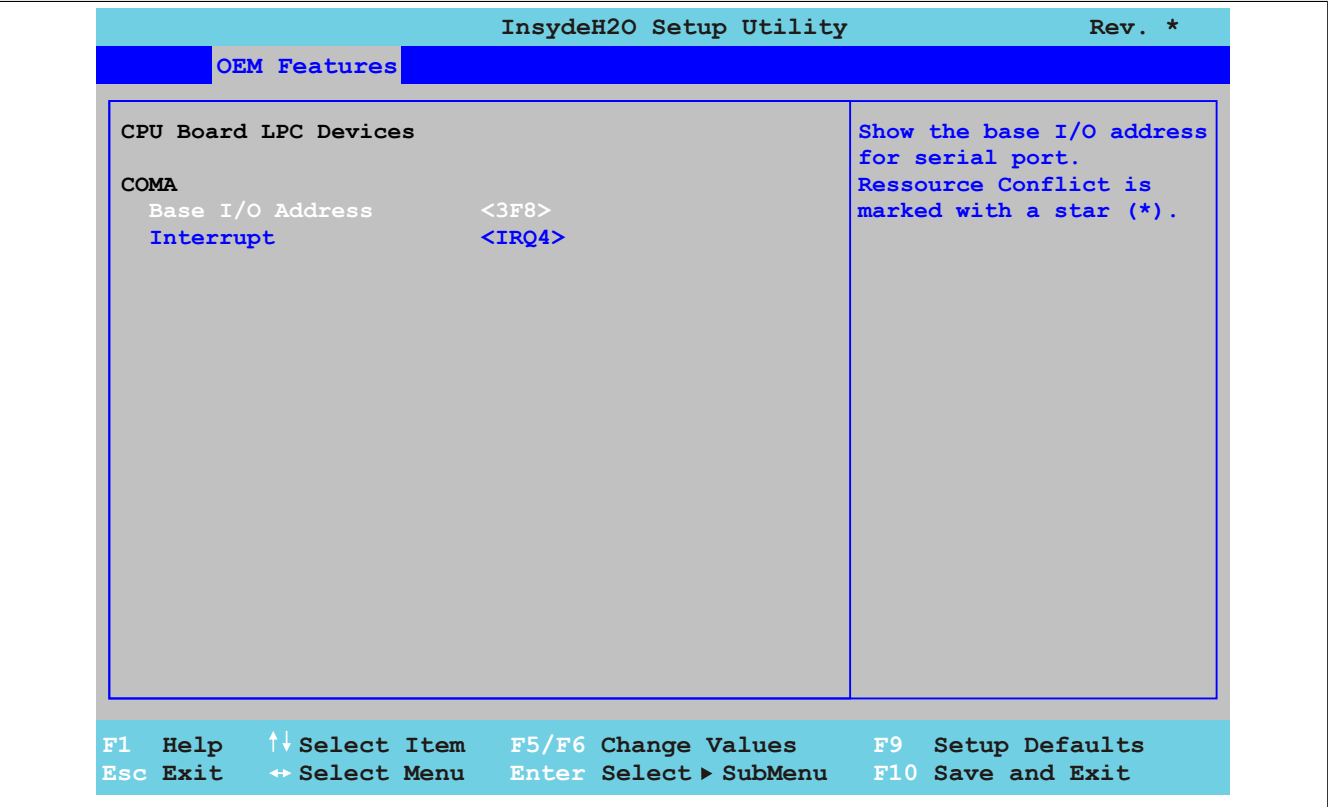 InsydeH2O Setup Utility Rev. *
OEM Features
CPU Board LPC Devices
COMA
Base I/O Address <3F8>
Interrupt <IRQ4>
Show the base I/O address
for serial port.
Ressource Conflict is
marked with a star (*).
F1 Help ↑↓ Select Item F5/F6 Change Values F9 Setup Defaults
Esc Exit ↔ Select Menu Enter Select ▶ SubMenu F10 Save and Exit